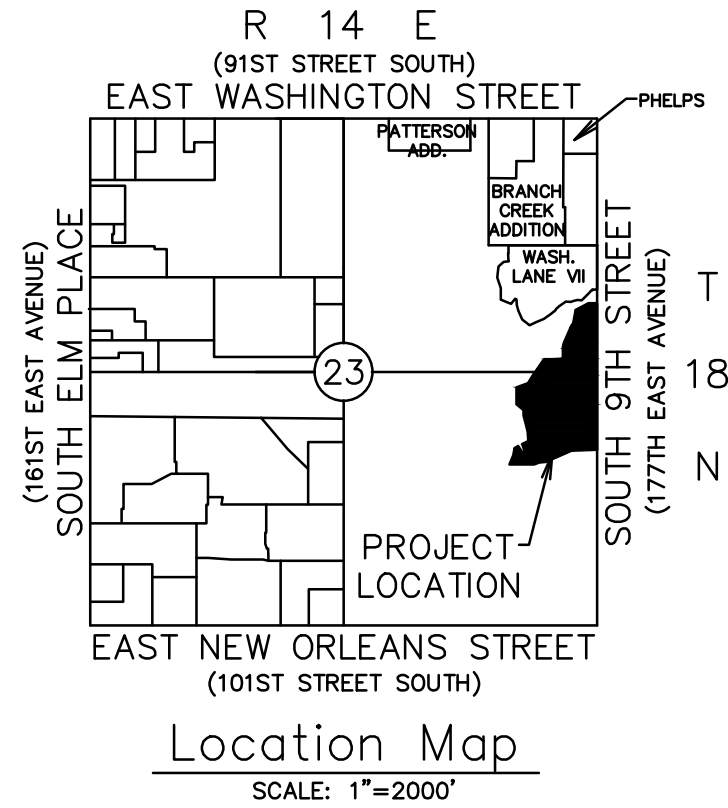 R 14 E
(91ST STREET SOUTH)
EAST WASHINGTON STREET
PHELPS
PATTERSON
ADD.
BRANCH
CREEK
ADDITION
WASH.
LANE VII
(161ST EAST AVENUE)
SOUTH ELM PLACE
23
SOUTH 9TH STREET
(177TH EAST AVENUE)
T
18
N
PROJECT
LOCATION
EAST NEW ORLEANS STREET
(101ST STREET SOUTH)
Location Map
SCALE: 1"=2000'